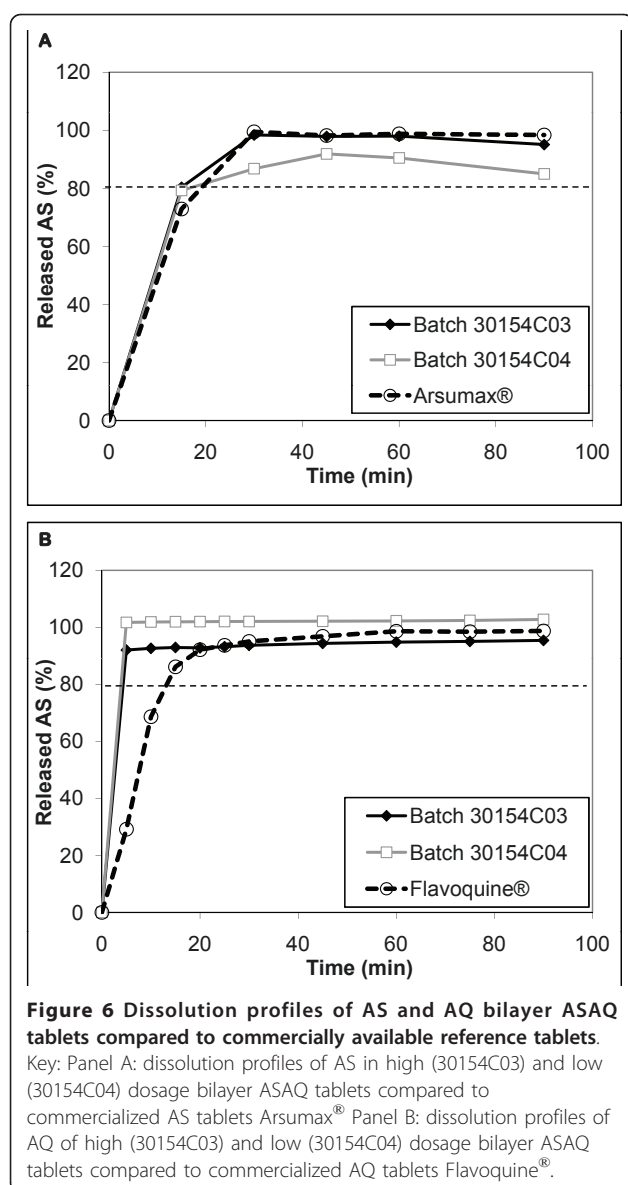 A
120
100
80
60
40
20
0
Released AS (%)
0 20 40 60 80 100
Time (min)
Batch 30154C03
Batch 30154C04
Arsumax®
B
120
100
80
60
40
20
0
Released AS (%)
0 20 40 60 80 100
Time (min)
Batch 30154C03
Batch 30154C04
Flavoquine®
Figure 6 Dissolution profiles of AS and AQ bilayer ASAQ
tablets compared to commercially available reference tablets.
Key: Panel A: dissolution profiles of AS in high (30154C03) and low
(30154C04) dosage bilayer ASAQ tablets compared to
commercialized AS tablets Arsumax® Panel B: dissolution profiles of
AQ of high (30154C03) and low (30154C04) dosage bilayer ASAQ
tablets compared to commercialized AQ tablets Flavoquine®.